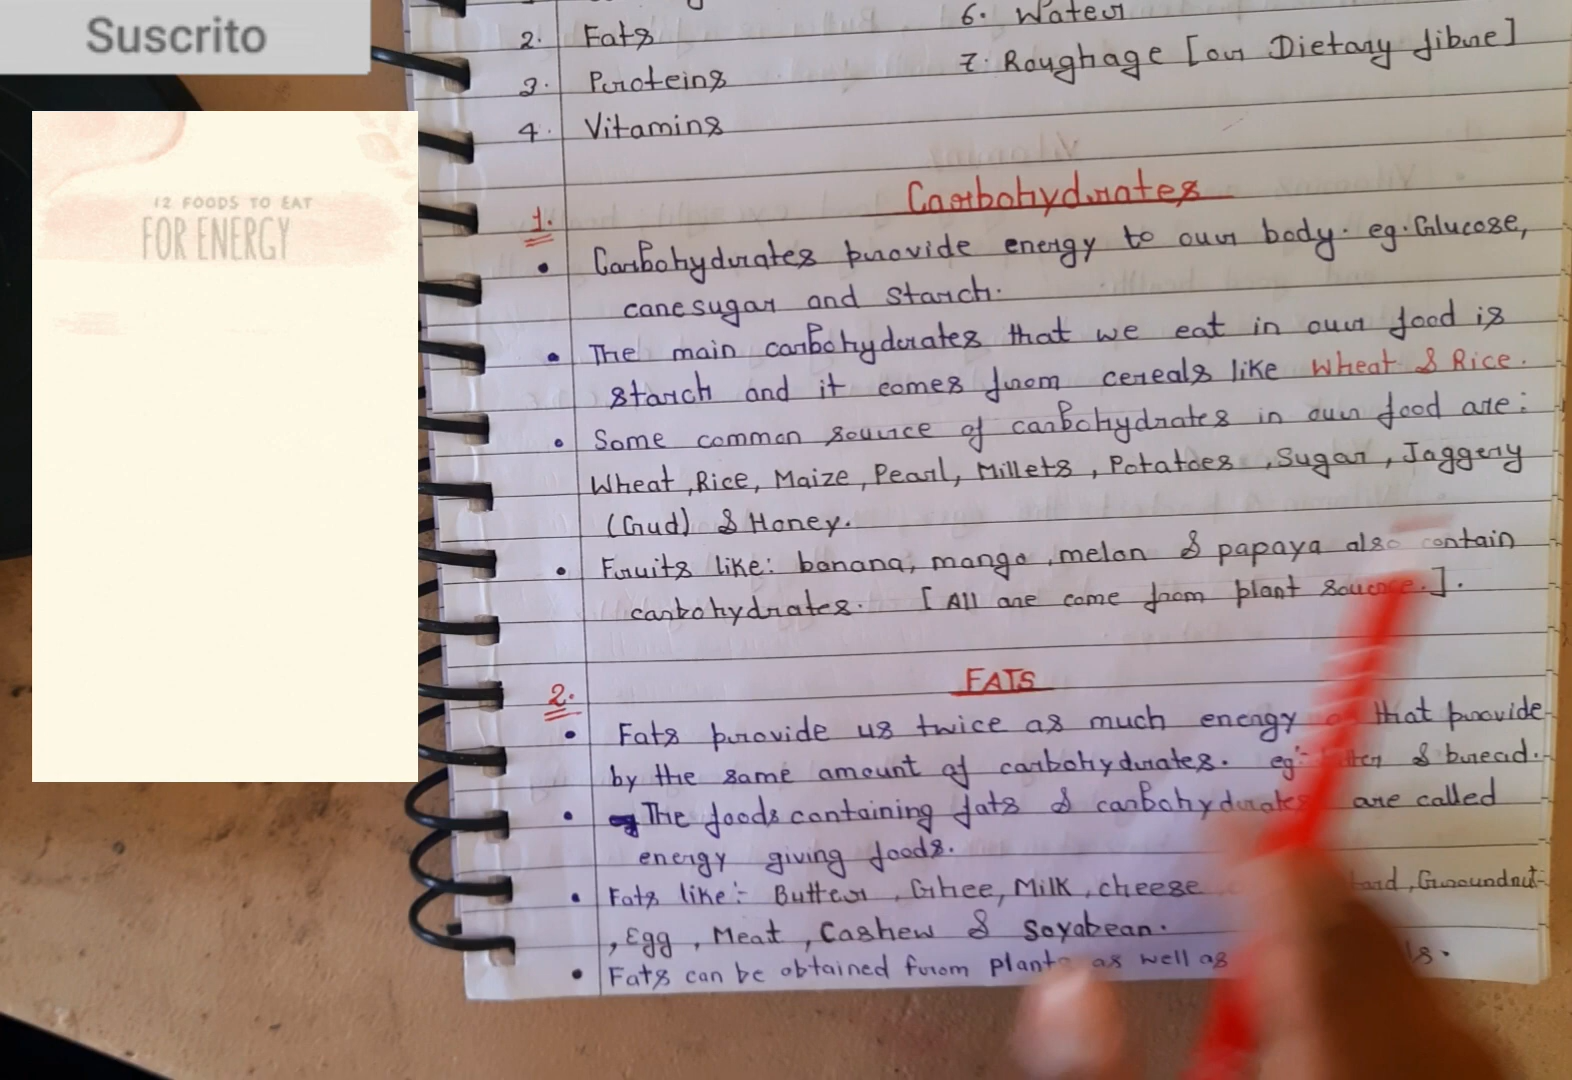 Suscrito
12 FOODS TO EAT
FOR ENERGY
2. Fats
3. Proteins
4. Vitamins
6. Water
7. Roughage [or Dietary fibre]
Carbohydrates
1.
• Carbohydrates provide energy to our body. eg. Glucose,
cane sugar and starch.
• The main carbohydrates that we eat in our food is
starch and it comes from cereals like Wheat & Rice.
• Some common source of carbohydrates in our food are:
Wheat, Rice, Maize, Pearl, Millets, Potatoes, Sugar, Jaggery
(Gud) & Honey.
• Fruits like: banana, mango, melon & papaya also contain
carbohydrates. [All are come from plant source.].
FATS
2.
• Fats provide us twice as much energy that provide
by the same amount of carbohydrates. eg: & bread.
• The foods containing fats & carbohydrates are called
energy giving foods.
• Fats like:- Butter, Ghee, Milk, cheese , Groundnut
, Egg, Meat, Cashew & Soyabean.
• Fats can be obtained from plants as well as